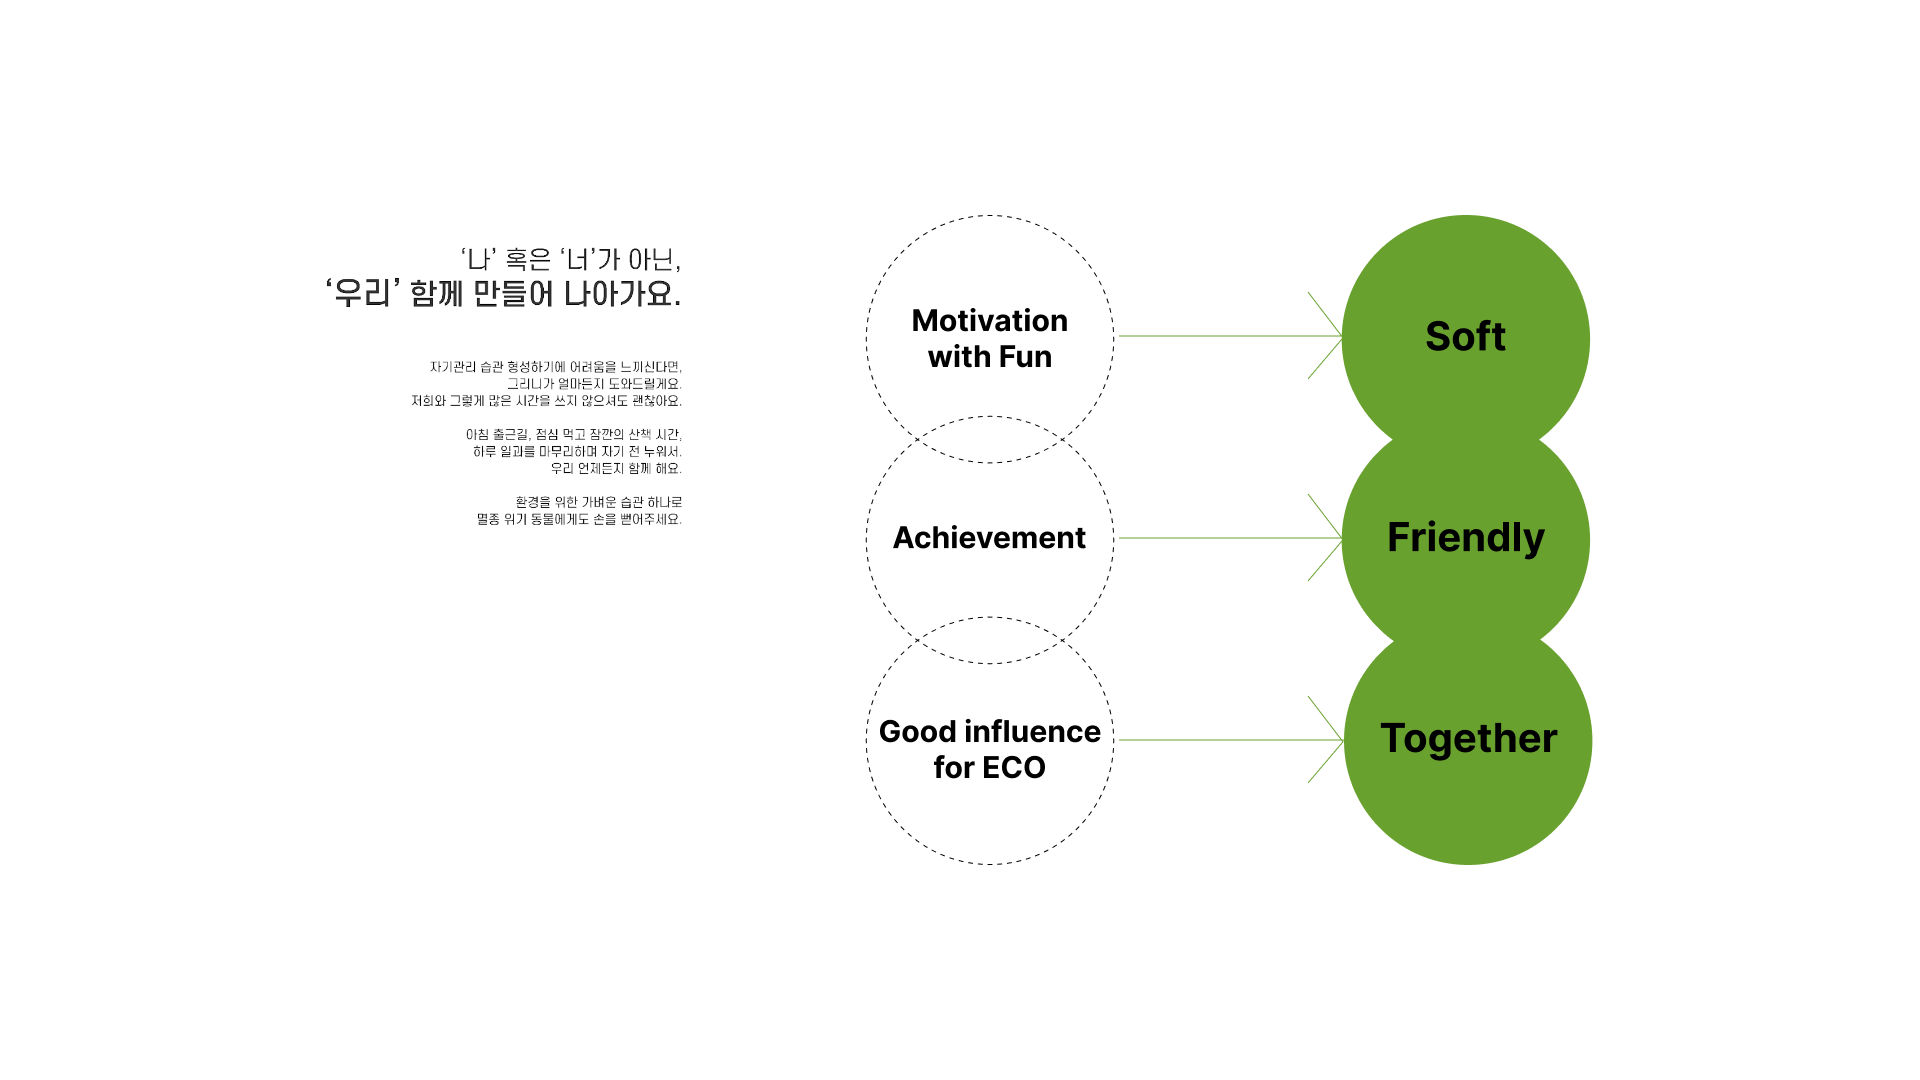 ‘나’ 혹은 ‘너’가 아닌,
‘우리’ 함께 만들어 나아가요.
자기관리 습관 형성하기에 어려움을 느끼신다면,
그리니가 얼마든지 도와드릴게요.
저희와 그렇게 많은 시간을 쓰지 않으셔도 괜찮아요.
아침 출근길, 점심 먹고 잠깐의 산책 시간,
하루 일과를 마무리하며 자기 전 누워서.
우리 언제든지 함께 해요.
환경을 위한 가벼운 습관 하나로
멸종 위기 동물에게도 손을 뻗어주세요.
Motivation
with Fun
Soft
Achievement
Friendly
Good influence
for ECO
Together